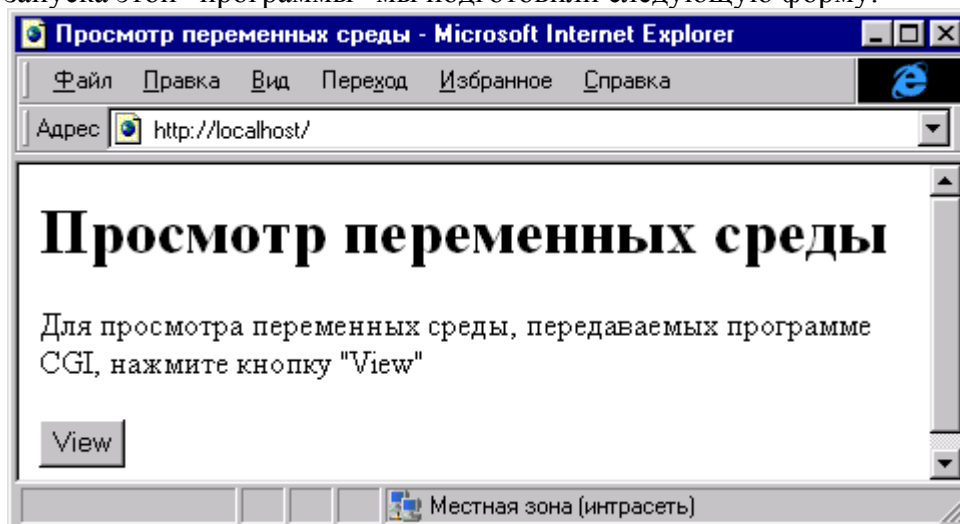 запуска этой "программы" мы подготовили следующую форму:
Просмотр переменных среды - Microsoft Internet Explorer
Файл Правка Вид Переход Избранное Справка
Адрес http://localhost/
Просмотр переменных среды
Для просмотра переменных среды, передаваемых программе
CGI, нажмите кнопку "View"
View
Местная зона (интрасеть)